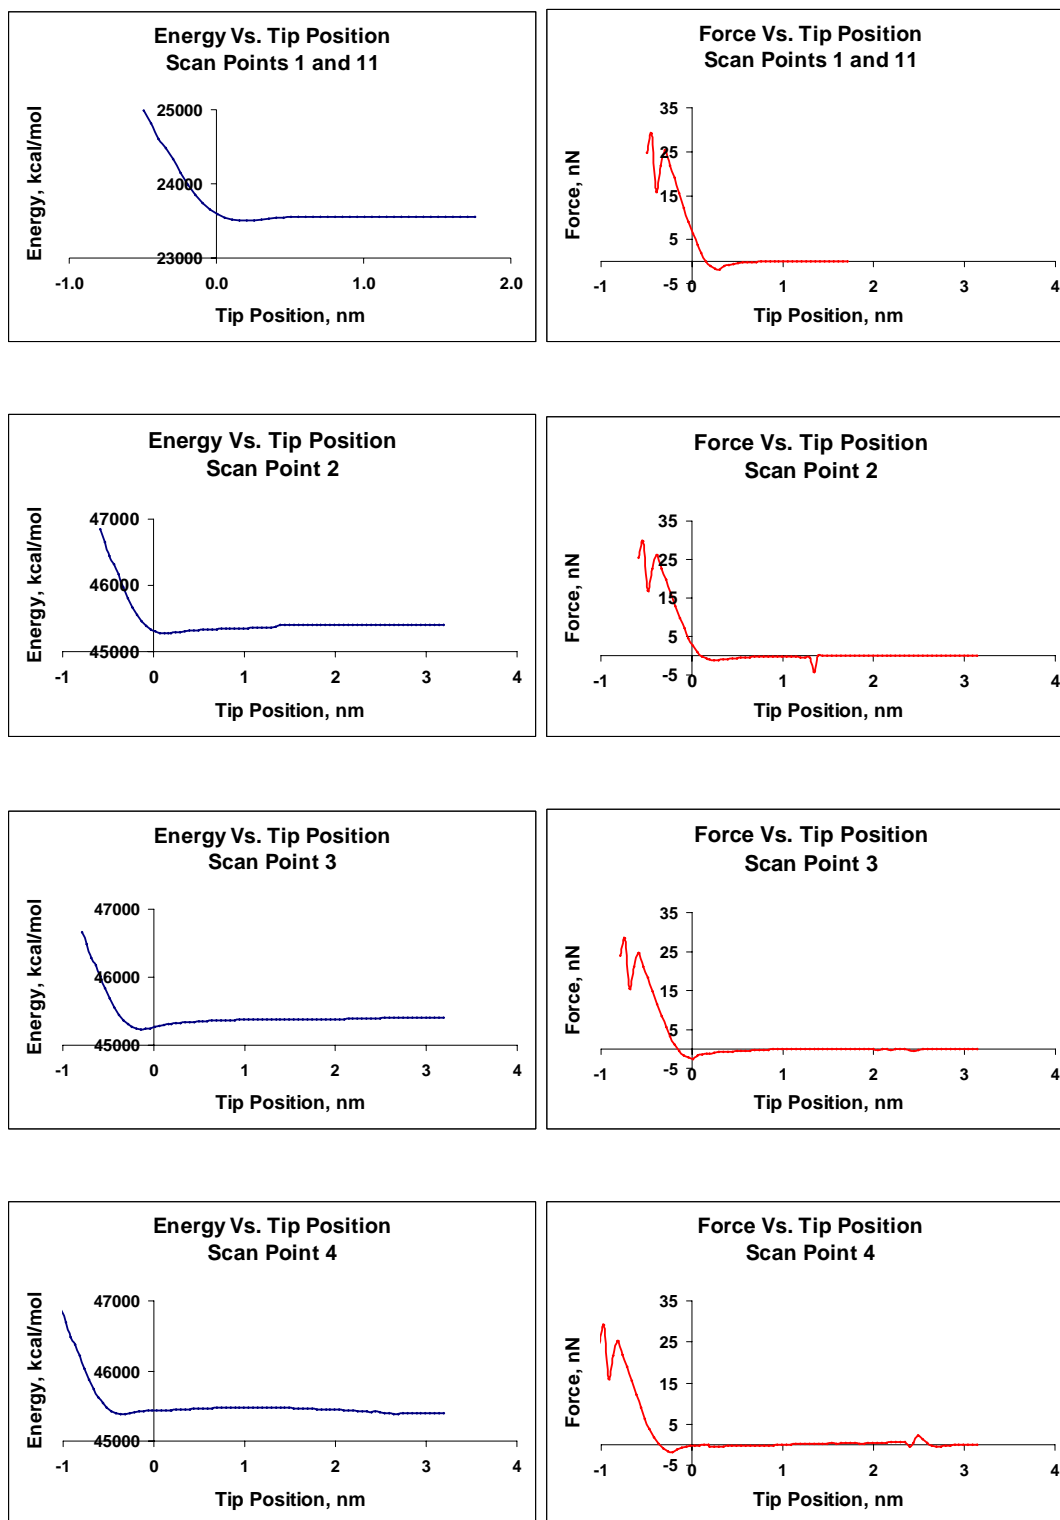 Energy Vs. Tip Position
Scan Points 1 and 11
Energy, kcal/mol
25000
24000
23000
-1.0 0.0 1.0 2.0
Tip Position, nm
Force Vs. Tip Position
Scan Points 1 and 11
Force, nN
35
25
15
5
-5
-1 0 1 2 3 4
Tip Position, nm
Energy Vs. Tip Position
Scan Point 2
Energy, kcal/mol
47000
46000
45000
-1 0 1 2 3 4
Tip Position, nm
Force Vs. Tip Position
Scan Point 2
Force, nN
35
25
15
5
-5
-1 0 1 2 3 4
Tip Position, nm
Energy Vs. Tip Position
Scan Point 3
Energy, kcal/mol
47000
46000
45000
-1 0 1 2 3 4
Tip Position, nm
Force Vs. Tip Position
Scan Point 3
Force, nN
35
25
15
5
-5
-1 0 1 2 3 4
Tip Position, nm
Energy Vs. Tip Position
Scan Point 4
Energy, kcal/mol
47000
46000
45000
-1 0 1 2 3 4
Tip Position, nm
Force Vs. Tip Position
Scan Point 4
Force, nN
35
25
15
5
-5
-1 0 1 2 3 4
Tip Position, nm